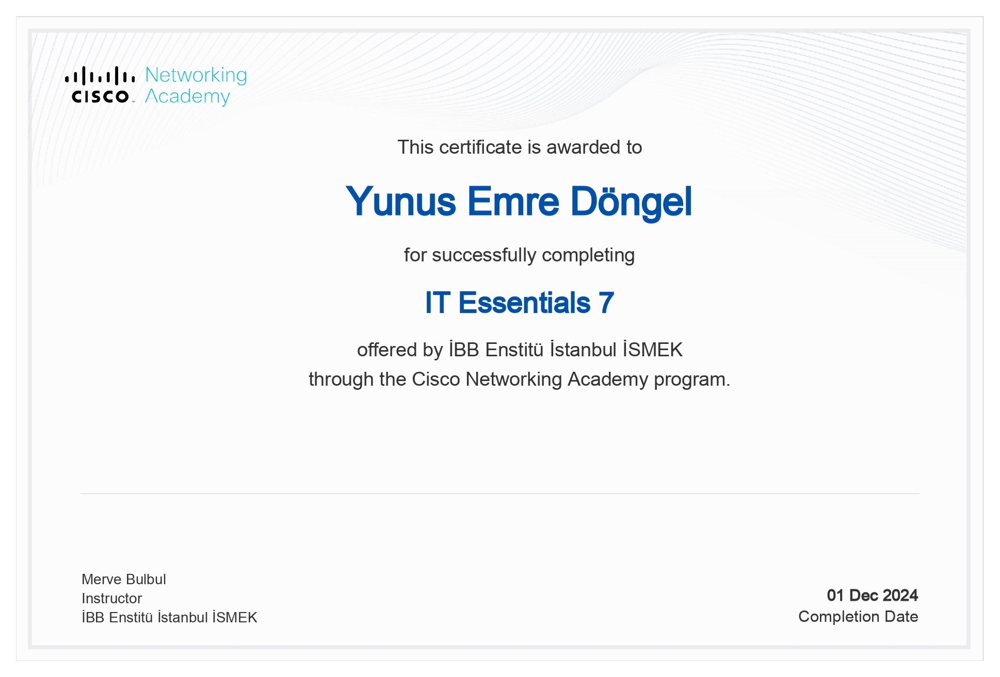 Networking
Academy
CISCO™
This certificate is awarded to
Yunus Emre Döngel
for successfully completing
IT Essentials 7
offered by İBB Enstitü İstanbul İSMEK
through the Cisco Networking Academy program.
Merve Bulbul
Instructor
İBB Enstitü İstanbul İSMEK
01 Dec 2024
Completion Date